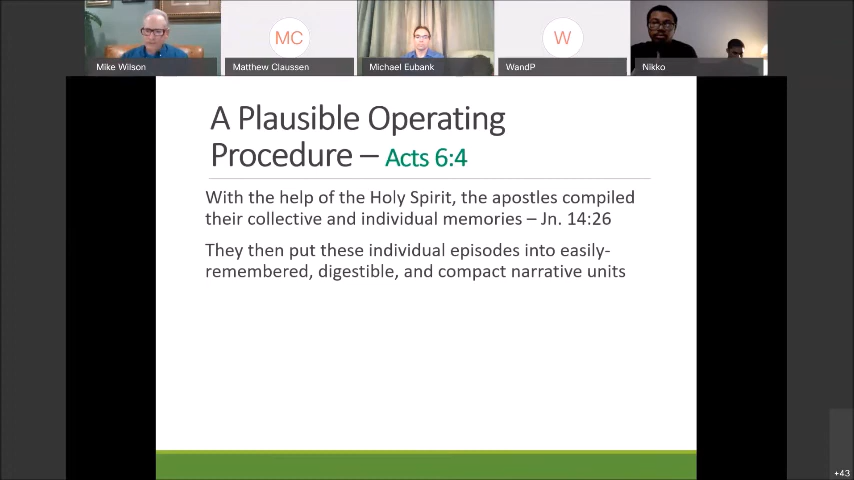 MC
W
Mike Wilson
Matthew Claussen
Michael Eubank
WandP
Nikko
A Plausible Operating
Procedure – Acts 6:4
With the help of the Holy Spirit, the apostles compiled
their collective and individual memories – Jn. 14:26
They then put these individual episodes into easily-
remembered, digestible, and compact narrative units
+43